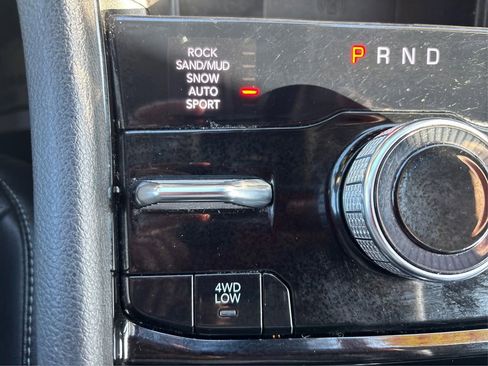 ROCK
SAND/MUD
SNOW
AUTO
SPORT
P R N D
4WD
LOW